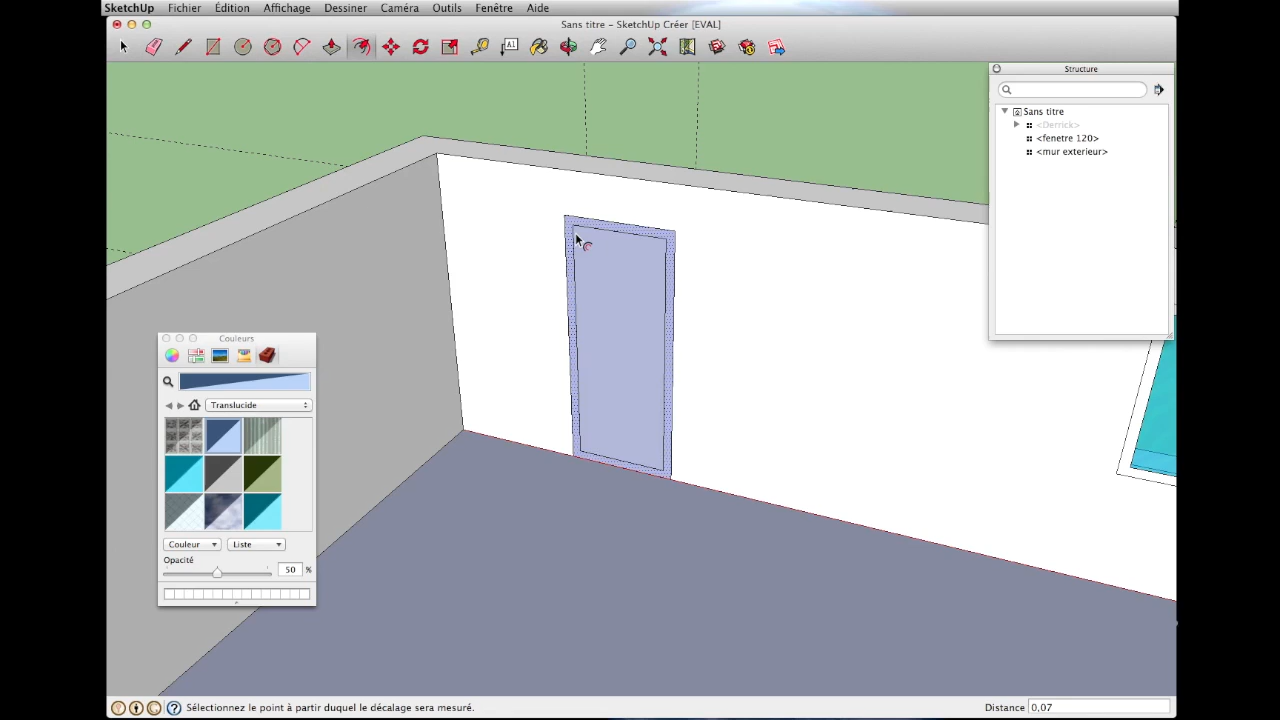 SketchUp Fichier Édition Affichage Dessiner Caméra Outils Fenêtre Aide
Sans titre – SketchUp Créer [EVAL]
A1
Structure
Sans titre
<Derrick>
<fenetre 120>
<mur exterieur>
Couleurs
Translucide
Couleur Liste
Opacité
50 %
Sélectionnez le point à partir duquel le décalage sera mesuré.
Distance 0,07